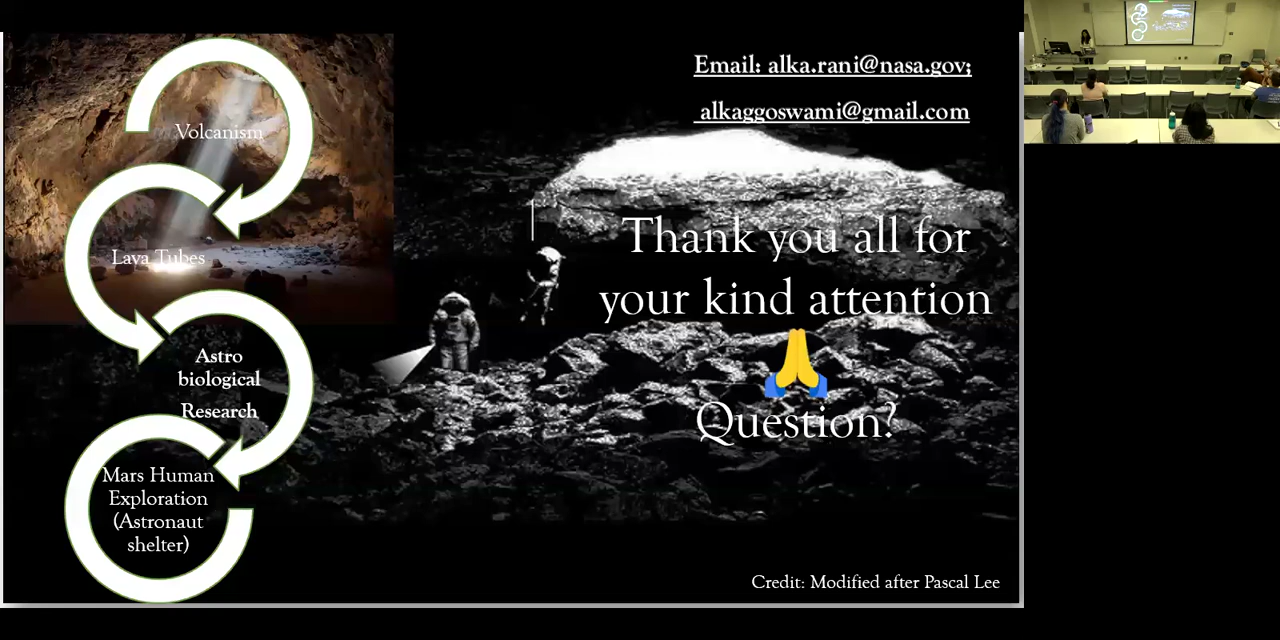 Email: alka.rani@nasa.gov;
alkaggoswami@gmail.com
Volcanism
Lava Tubes
Astro
biological
Research
Mars Human
Exploration
(Astronaut
shelter)
Thank you all for
your kind attention
🙏
Question?
Credit: Modified after Pascal Lee